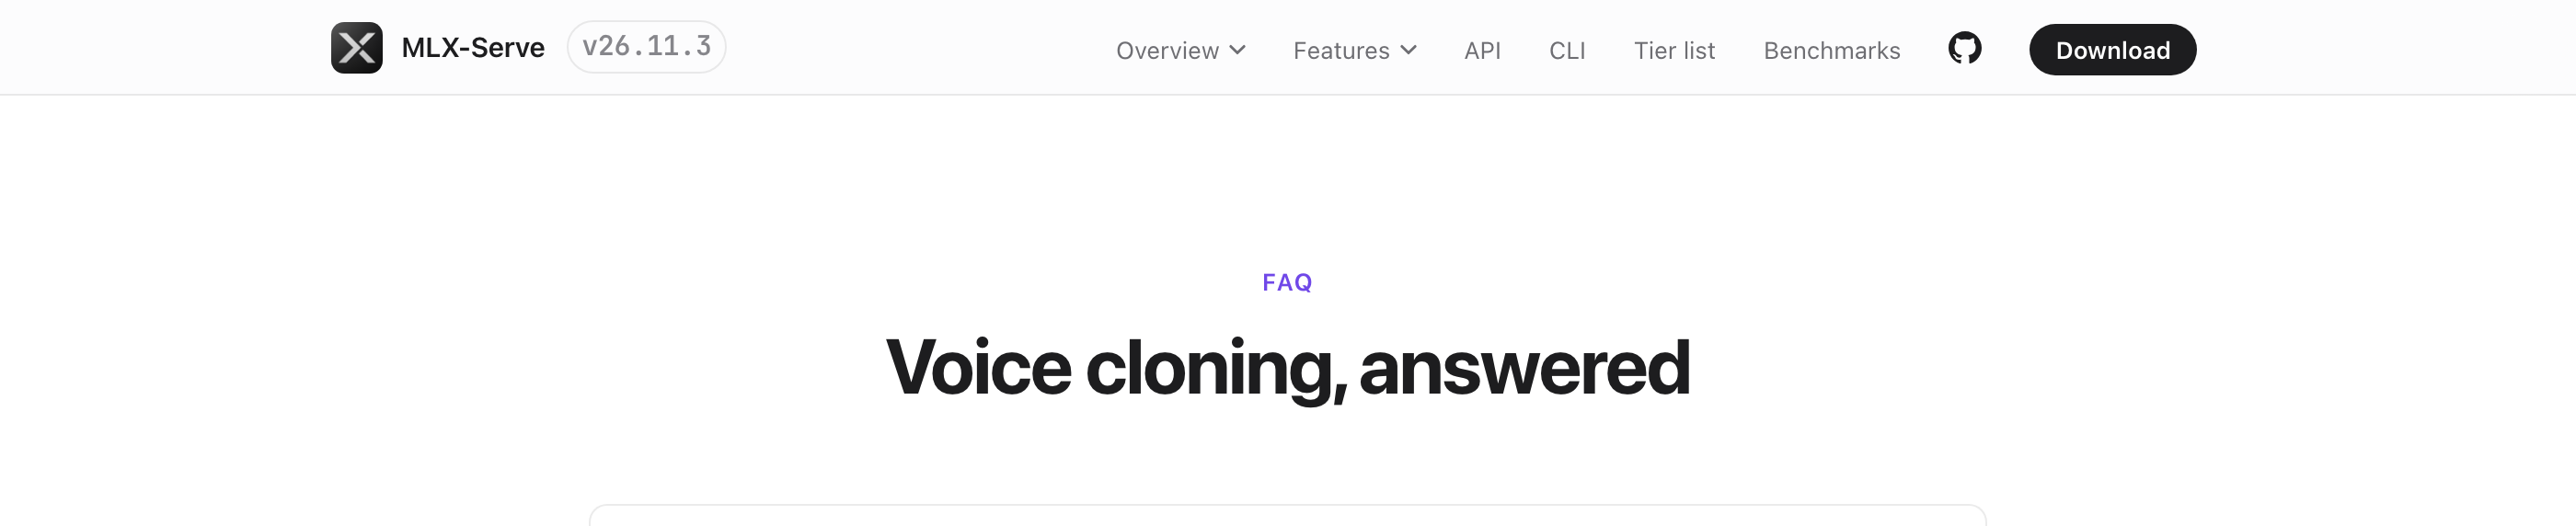 MLX-Serve v26.11.3 Overview Features API CLI Tier list Benchmarks Download
FAQ
Voice cloning, answered